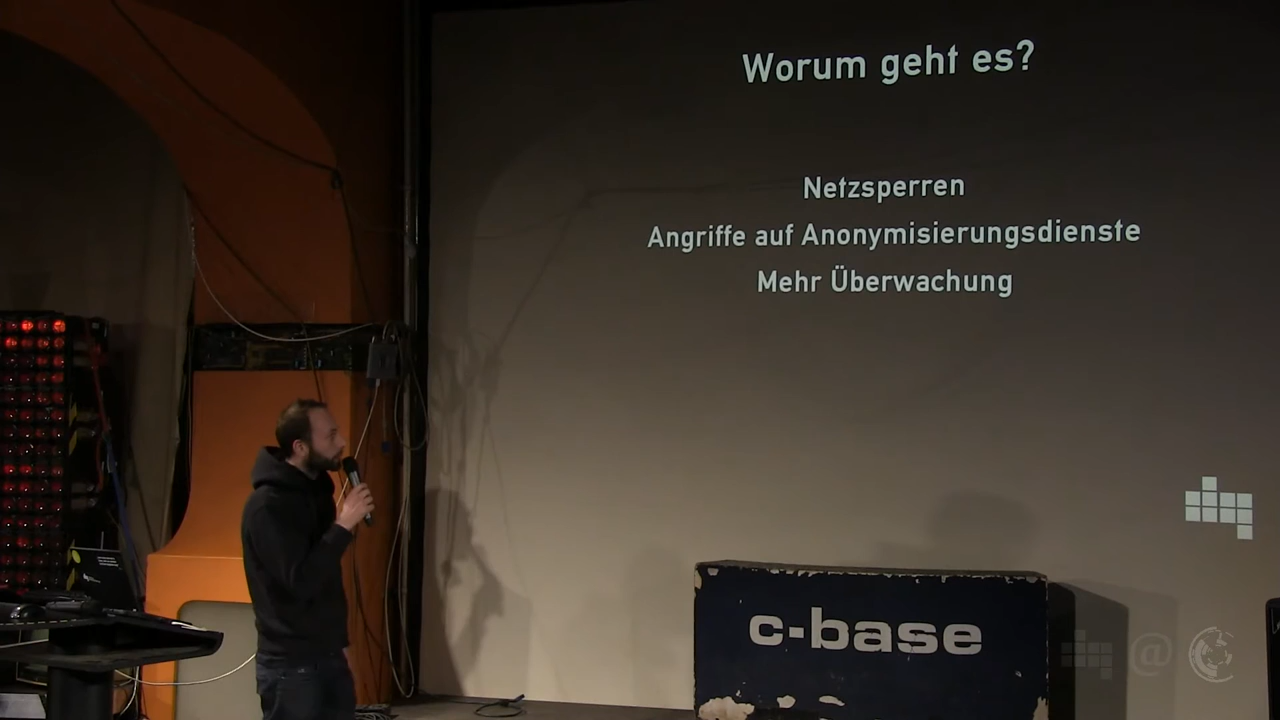 Worum geht es?
Netzsperren
Angriffe auf Anonymisierungsdienste
Mehr Überwachung
c-base
@